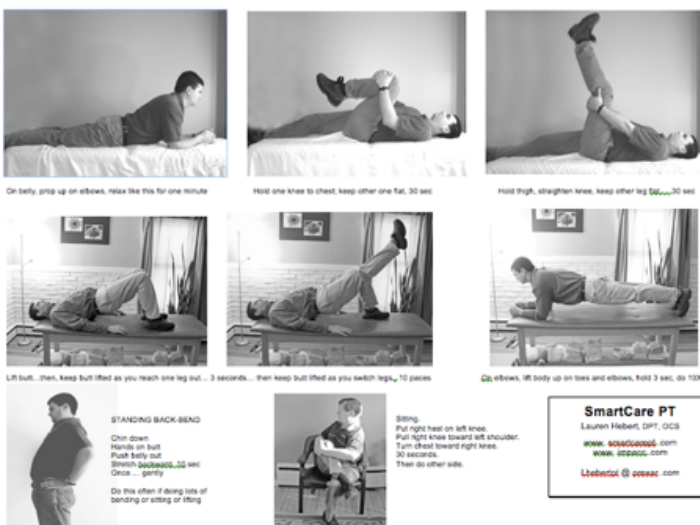 On belly, prop up on elbows, relax like this for one minute
Hold one knee to chest; keep other one flat, 30 sec
Hold thigh, straighten knee, keep other leg flat.....30 sec
Lift butt...then, keep butt lifted as you reach one leg out... 3 seconds... then keep butt lifted as you switch legs, 10 paces
On elbows, lift body up on toes and elbows, hold 3 sec, do 10X
STANDING BACK-BEND
Chin down
Hands on butt
Push belly out
Stretch backward, sec
Once ... gently
Do this often if doing lots of
bending or sitting or lifting
Sitting.
Put right heel on left knee.
Pull right knee toward left shoulder.
Turn chest toward right knee.
30 seconds.
Then do other side.
SmartCare PT
Lauren Hebert, DPT, OCS
www. smartcarept .com
www. .com
@ .com